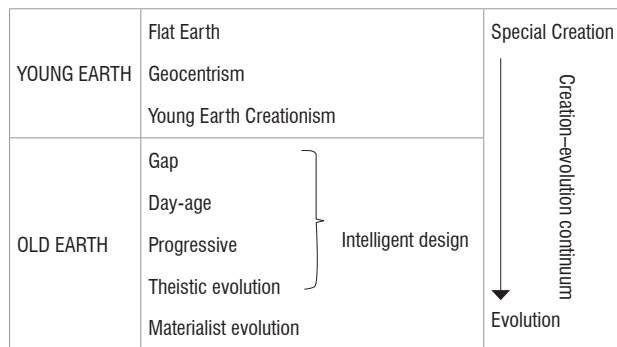 YOUNG EARTH
Flat Earth
Geocentrism
Young Earth Creationism
OLD EARTH
Gap
Day-age
Progressive
Theistic evolution
Materialist evolution
Intelligent design
Special Creation
Creation–evolution continuum
Evolution